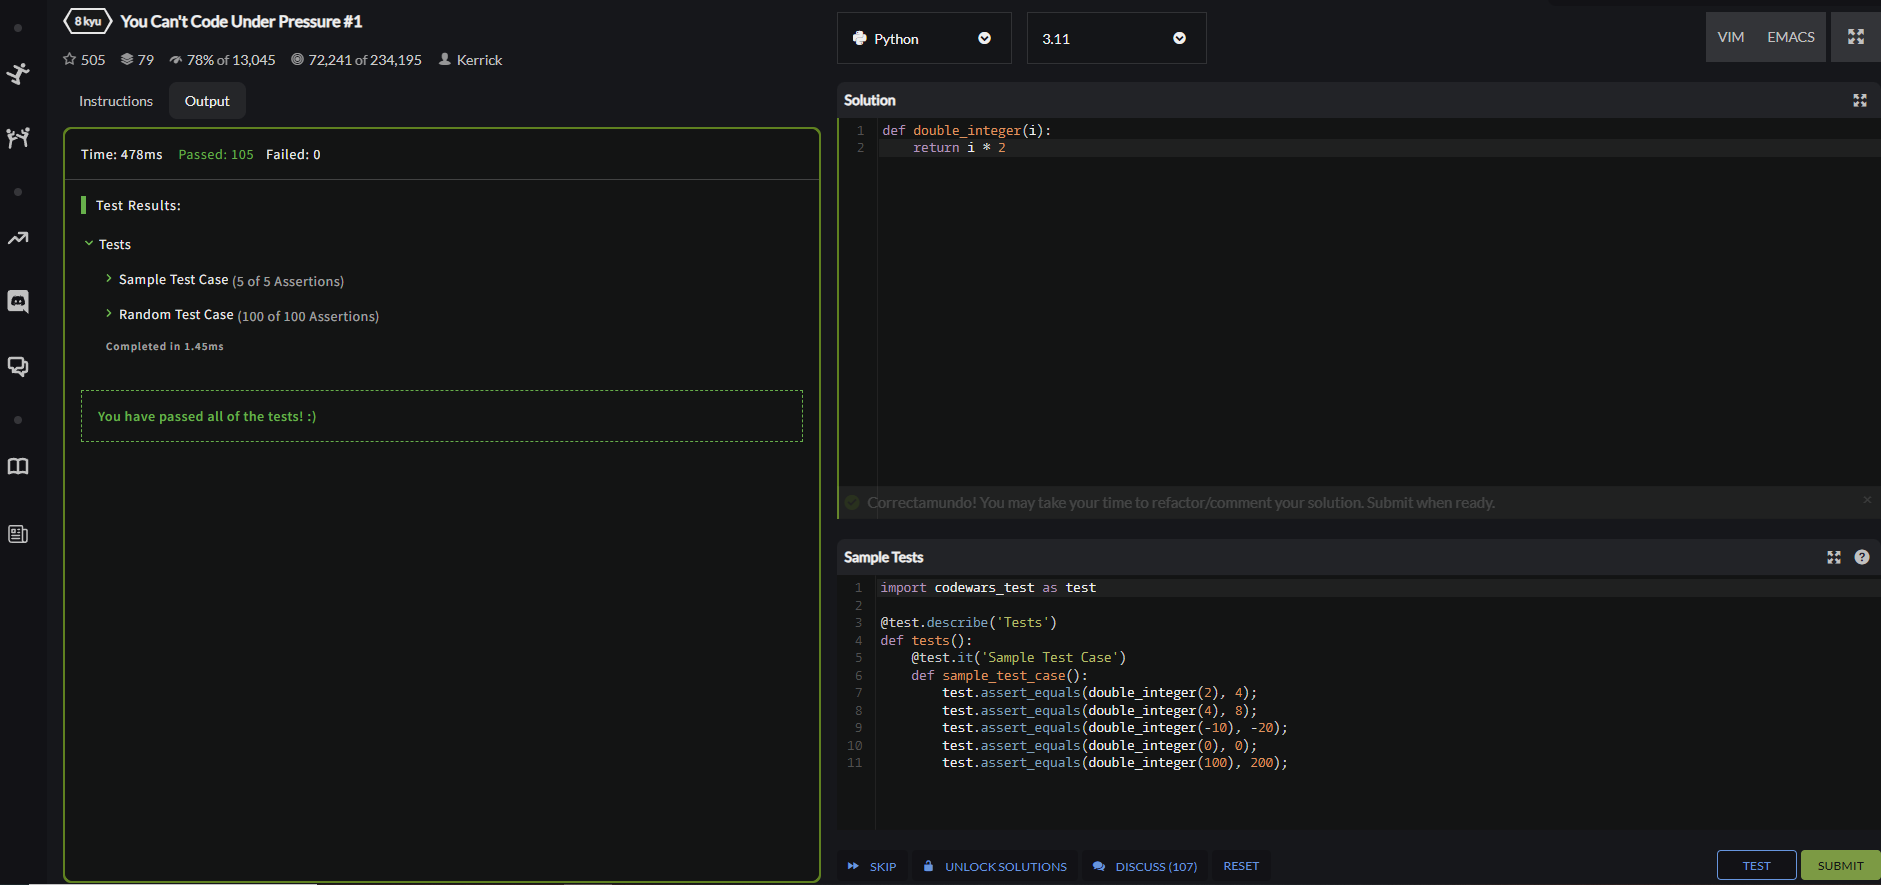 8 kyu You Can't Code Under Pressure #1
505 79 78% of 13,045 72,241 of 234,195 Kerrick
Instructions Output
Time: 478ms Passed: 105 Failed: 0
Test Results:
Tests
Sample Test Case (5 of 5 Assertions)
Random Test Case (100 of 100 Assertions)
Completed in 1.45ms
You have passed all of the tests! :)
Python 3.11 VIM EMACS
Solution
1 def double_integer(i):
2 return i * 2
Correctamundo! You may take your time to refactor/comment your solution. Submit when ready.
Sample Tests
1 import codewars_test as test
2
3 @test.describe('Tests')
4 def tests():
5 @test.it('Sample Test Case')
6 def sample_test_case():
7 test.assert_equals(double_integer(2), 4);
8 test.assert_equals(double_integer(4), 8);
9 test.assert_equals(double_integer(-10), -20);
10 test.assert_equals(double_integer(0), 0);
11 test.assert_equals(double_integer(100), 200);
SKIP UNLOCK SOLUTIONS DISCUSS (107) RESET TEST SUBMIT